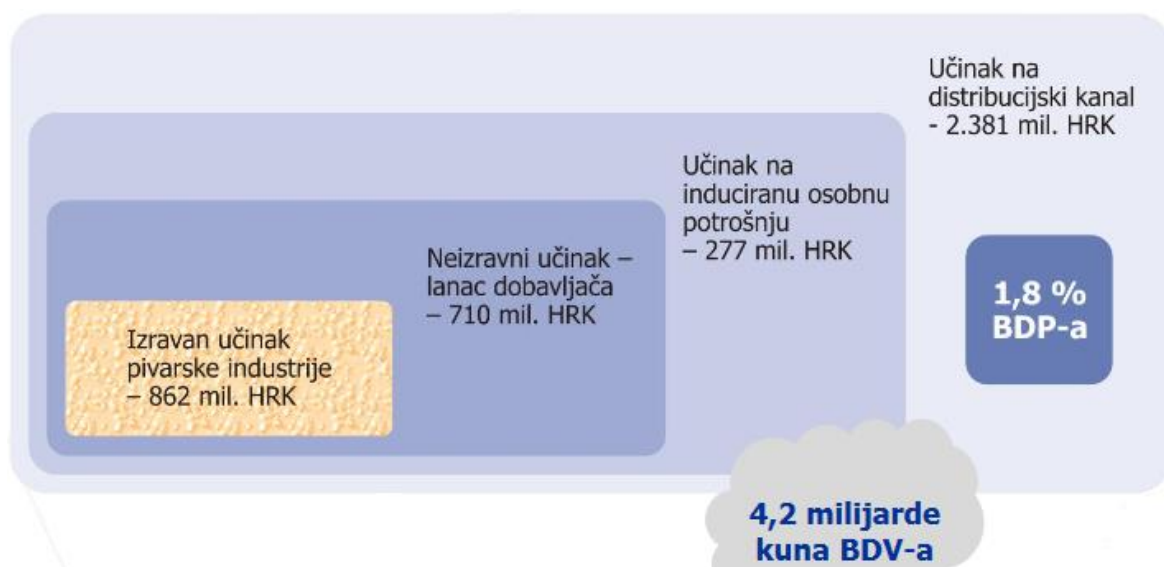 Učinak na
distribucijski kanal
- 2.381 mil. HRK
Učinak na
induciranu osobnu
potrošnju
– 277 mil. HRK
Neizravni učinak –
lanac dobavljača
– 710 mil. HRK
Izravan učinak
pivarske industrije
– 862 mil. HRK
1,8 %
BDP-a
4,2 milijarde
kuna BDV-a